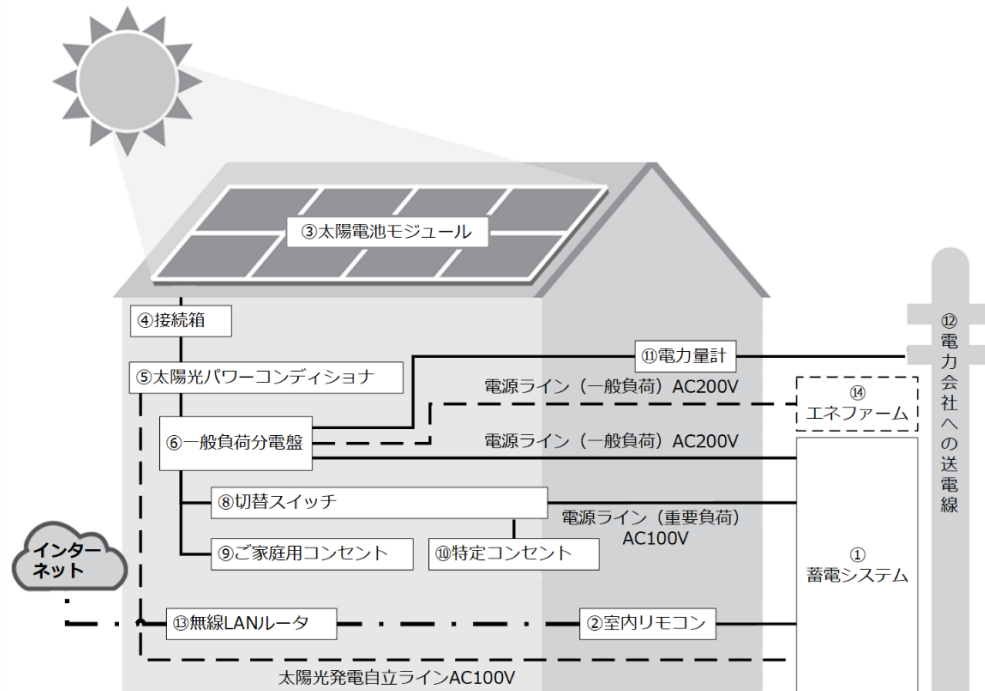 ③太陽電池モジュール
④接続箱
⑤太陽光パワーコンディショナ
⑪電力量計
⑫電力会社への送電線
電源ライン（一般負荷）AC200V
⑭
エネファーム
⑥一般負荷分電盤
電源ライン（一般負荷）AC200V
⑧切替スイッチ
電源ライン（重要負荷）
AC100V
⑨ご家庭用コンセント
⑩特定コンセント
①
蓄電システム
インター
ネット
⑬無線LANルータ
②室内リモコン
太陽光発電自立ラインAC100V